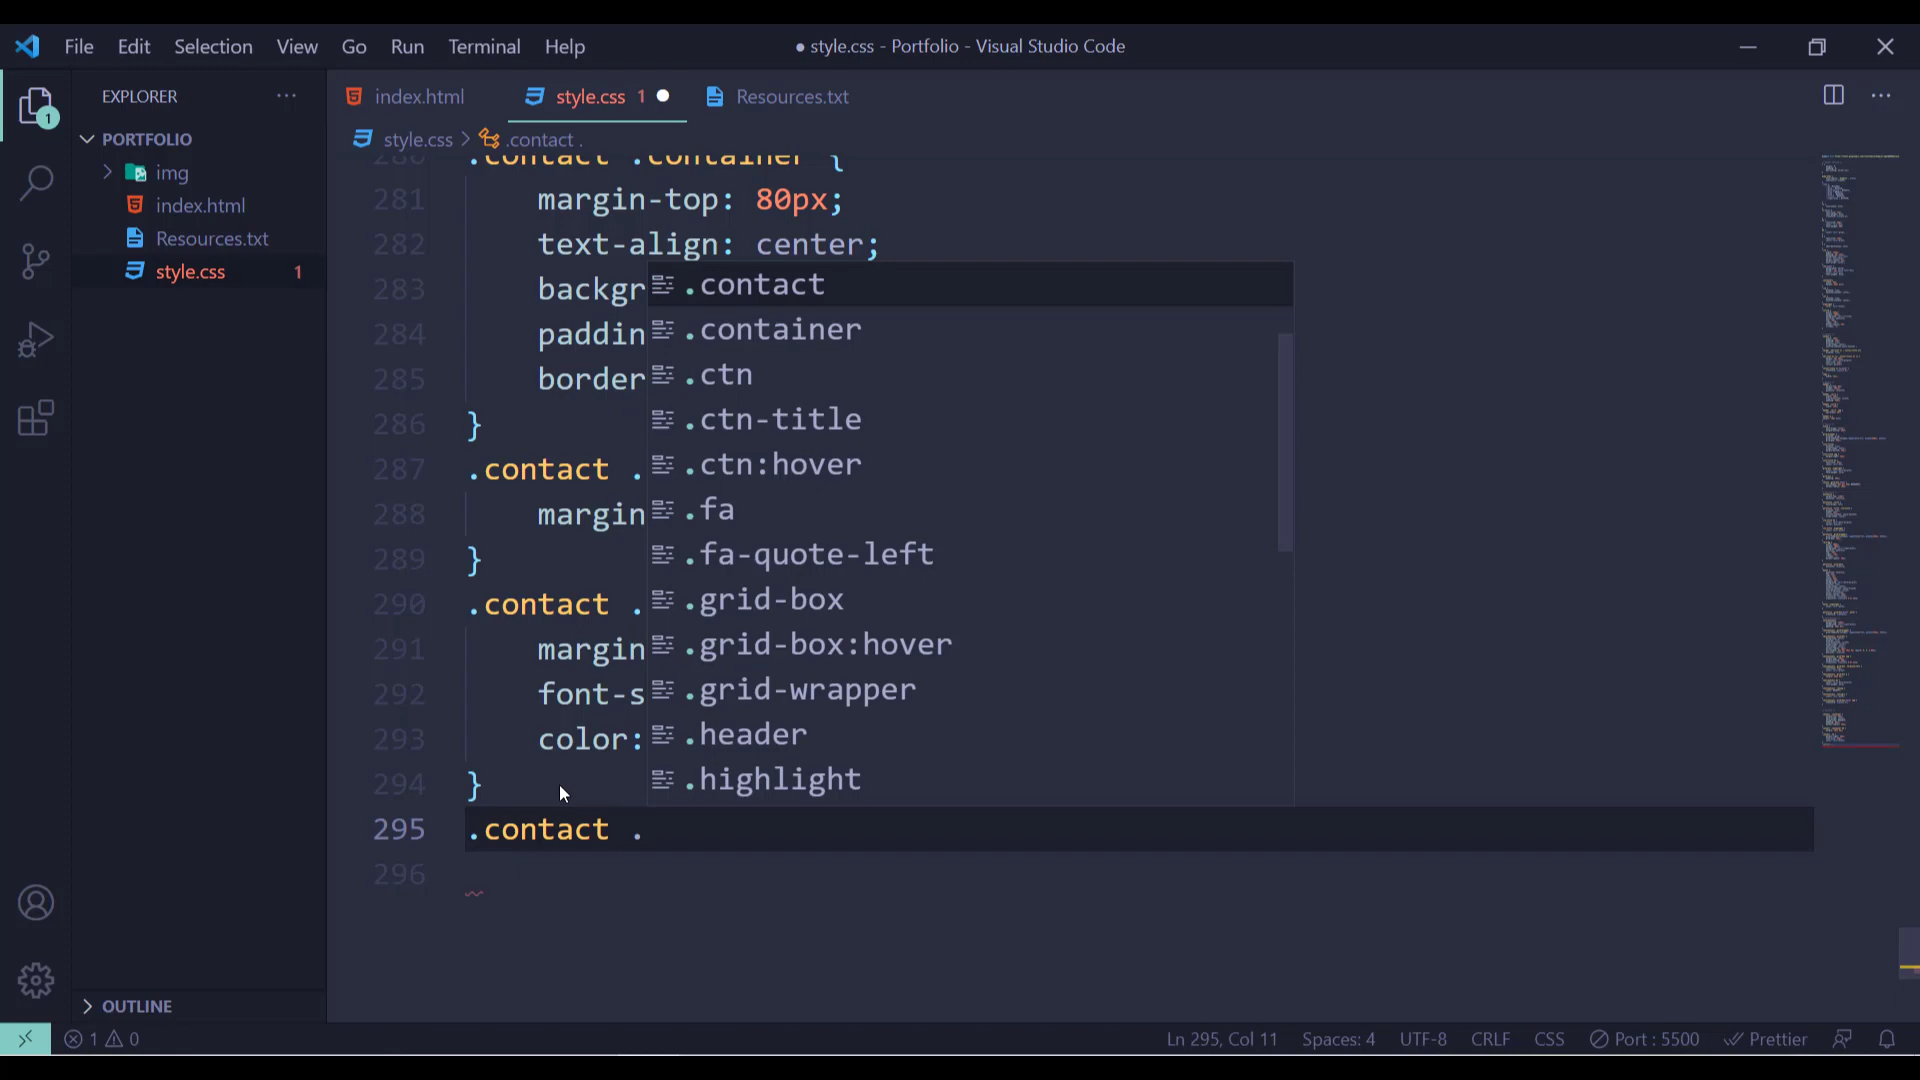 File Edit Selection View Go Run Terminal Help
● style.css - Portfolio - Visual Studio Code
EXPLORER ···
index.html
style.css 1 ●
Resources.txt
PORTFOLIO
img
index.html
Resources.txt
style.css 1
style.css > .contact .
280 .contact .container {
281 margin-top: 80px;
282 text-align: center;
283 backgr
284 paddin
285 border
286 }
287 .contact .
288 margin
289 }
290 .contact .
291 margin
292 font-s
293 color:
294 }
295 .contact .
296
.contact
.container
.ctn
.ctn-title
.ctn:hover
.fa
.fa-quote-left
.grid-box
.grid-box:hover
.grid-wrapper
.header
.highlight
1
OUTLINE
1 0
Ln 295, Col 11 Spaces: 4 UTF-8 CRLF CSS Port : 5500 Prettier